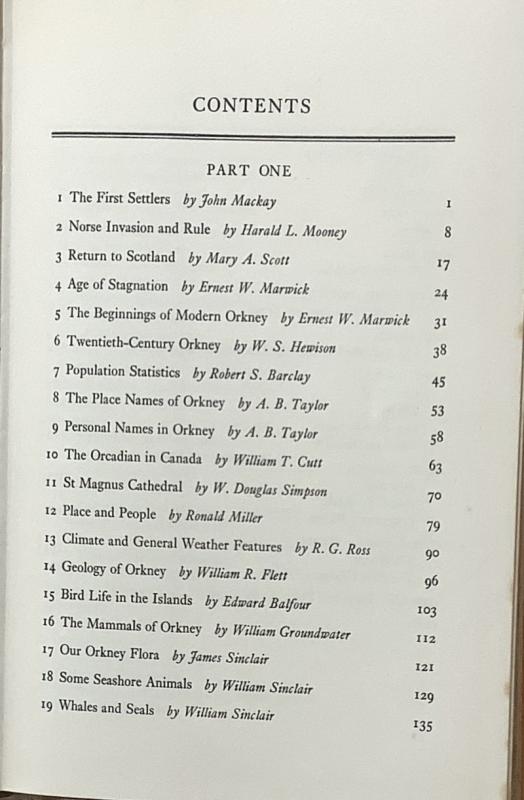 CONTENTS
PART ONE
1 The First Settlers by John Mackay 1
2 Norse Invasion and Rule by Harald L. Mooney 8
3 Return to Scotland by Mary A. Scott 17
4 Age of Stagnation by Ernest W. Marwick 24
5 The Beginnings of Modern Orkney by Ernest W. Marwick 31
6 Twentieth-Century Orkney by W. S. Hewison 38
7 Population Statistics by Robert S. Barclay 45
8 The Place Names of Orkney by A. B. Taylor 53
9 Personal Names in Orkney by A. B. Taylor 58
10 The Orcadian in Canada by William T. Cutt 63
11 St Magnus Cathedral by W. Douglas Simpson 70
12 Place and People by Ronald Miller 79
13 Climate and General Weather Features by R. G. Ross 90
14 Geology of Orkney by William R. Flett 96
15 Bird Life in the Islands by Edward Balfour 103
16 The Mammals of Orkney by William Groundwater 112
17 Our Orkney Flora by James Sinclair 121
18 Some Seashore Animals by William Sinclair 129
19 Whales and Seals by William Sinclair 135